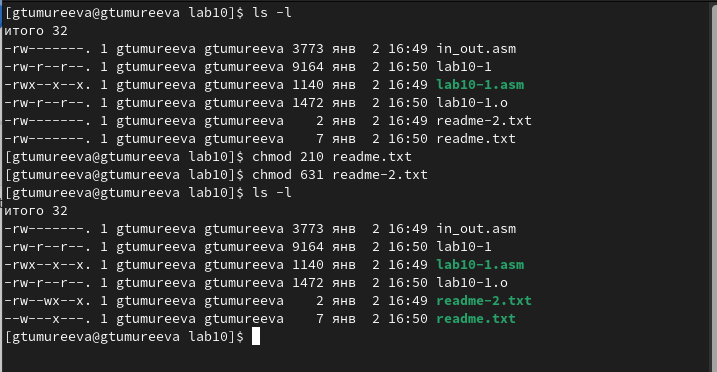 [gtumureeva@gtumureeva lab10]$ ls -l
итого 32
-rw-------. 1 gtumureeva gtumureeva 3773 янв  2 16:49 in_out.asm
-rw-r--r--. 1 gtumureeva gtumureeva 9164 янв  2 16:50 lab10-1
-rwx--x--x. 1 gtumureeva gtumureeva 1140 янв  2 16:49 lab10-1.asm
-rw-r--r--. 1 gtumureeva gtumureeva 1472 янв  2 16:50 lab10-1.o
-rw-------. 1 gtumureeva gtumureeva    2 янв  2 16:49 readme-2.txt
-rw-------. 1 gtumureeva gtumureeva    7 янв  2 16:50 readme.txt
[gtumureeva@gtumureeva lab10]$ chmod 210 readme.txt
[gtumureeva@gtumureeva lab10]$ chmod 631 readme-2.txt
[gtumureeva@gtumureeva lab10]$ ls -l
итого 32
-rw-------. 1 gtumureeva gtumureeva 3773 янв  2 16:49 in_out.asm
-rw-r--r--. 1 gtumureeva gtumureeva 9164 янв  2 16:50 lab10-1
-rwx--x--x. 1 gtumureeva gtumureeva 1140 янв  2 16:49 lab10-1.asm
-rw-r--r--. 1 gtumureeva gtumureeva 1472 янв  2 16:50 lab10-1.o
-rw--wx--x. 1 gtumureeva gtumureeva    2 янв  2 16:49 readme-2.txt
--w---x---. 1 gtumureeva gtumureeva    7 янв  2 16:50 readme.txt
[gtumureeva@gtumureeva lab10]$